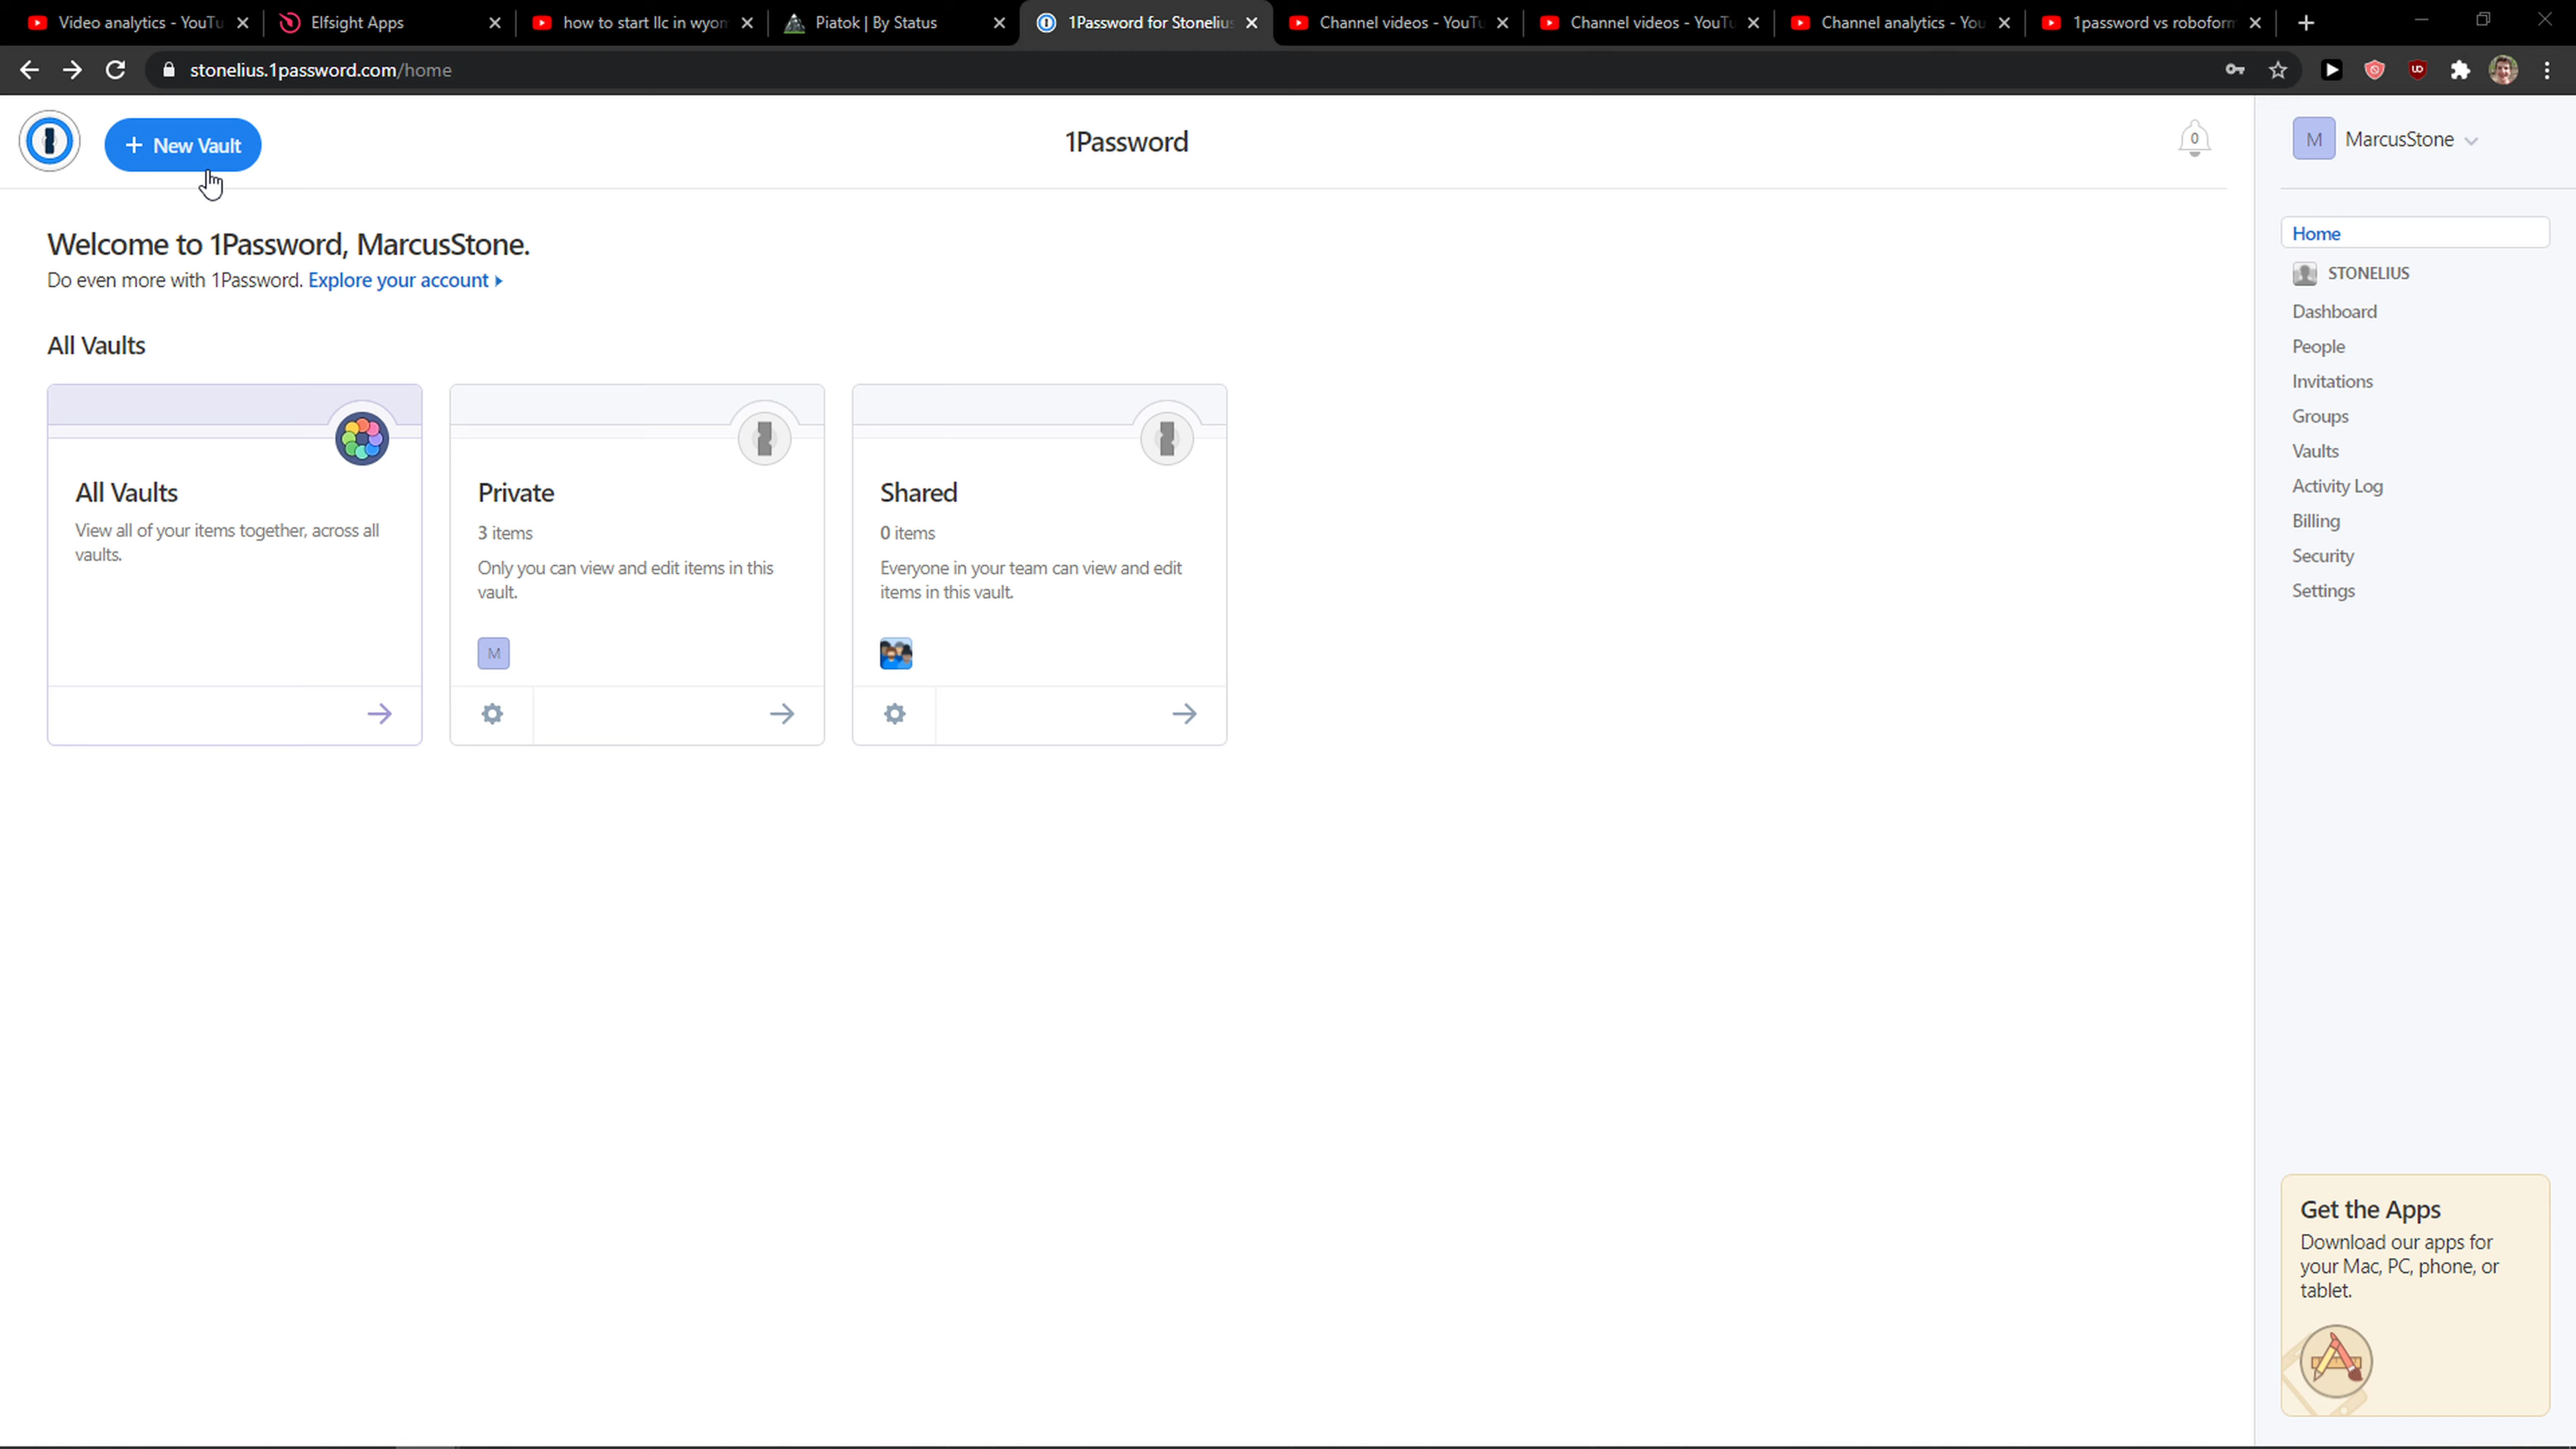 Video analytics - YouTu
Elfsight Apps
how to start llc in wyom
Piatok | By Status
1Password for Stonelius
Channel videos - YouTu
Channel videos - YouTu
Channel analytics - You
1password vs roboform
stonelius.1password.com/home
+ New Vault
1Password
0
M MarcusStone
Welcome to 1Password, MarcusStone.
Do even more with 1Password. Explore your account
All Vaults
All Vaults
View all of your items together, across all
vaults.
Private
3 items
Only you can view and edit items in this
vault.
M
Shared
0 items
Everyone in your team can view and edit
items in this vault.
Home
STONELIUS
Dashboard
People
Invitations
Groups
Vaults
Activity Log
Billing
Security
Settings
Get the Apps
Download our apps for
your Mac, PC, phone, or
tablet.